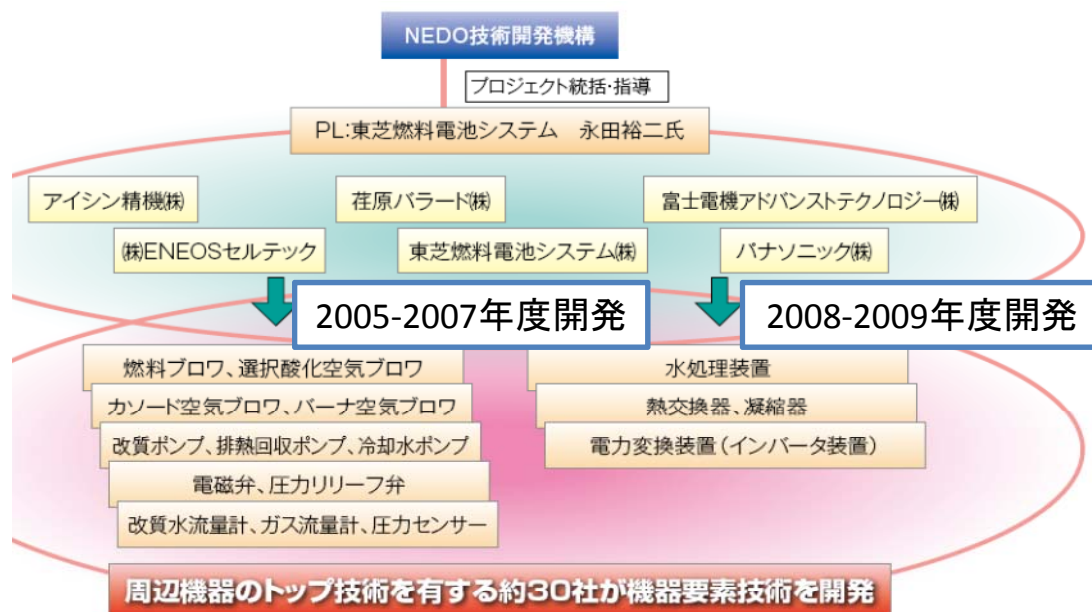 NEDO技術開発機構
プロジェクト統括・指導
PL:東芝燃料電池システム 永田裕二氏
アイシン精機㈱
荏原バラード㈱
富士電機アドバンストテクノロジー㈱
㈱ENEOSセルテック
東芝燃料電池システム㈱
パナソニック㈱
2005-2007年度開発
2008-2009年度開発
燃料ブロワ、選択酸化空気ブロワ
カソード空気ブロワ、バーナ空気ブロワ
改質ポンプ、排熱回収ポンプ、冷却水ポンプ
電磁弁、圧力リリーフ弁
改質水流量計、ガス流量計、圧力センサー
水処理装置
熱交換器、凝縮器
電力変換装置(インバータ装置)
周辺機器のトップ技術を有する約30社が機器要素技術を開発